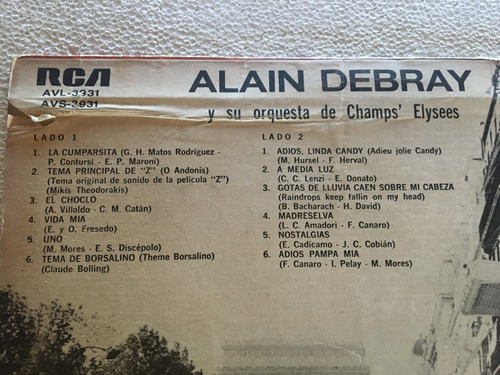 RCA
AVL-3931
AVS-3931
ALAIN DEBRAY
y su orquesta de Champs' Elysees
LADO 1
1. LA CUMPARSITA (G. H. Matos Rodríguez -
P. Contursi - E. P. Maroni)
2. TEMA PRINCIPAL DE "Z" (O Andonis)
(Tema original de sonido de la película "Z")
(Mikis Theodorakis)
3. EL CHOCLO
(A. Villoldo - C. M. Catán)
4. VIDA MIA
(E. y O. Fresedo)
5. UNO
(M. Mores - E. S. Discépolo)
6. TEMA DE BORSALINO (Theme Borsalino)
(Claude Bolling)
LADO 2
1. ADIOS, LINDA CANDY (Adieu jolie Candy)
(M. Hursel - F. Herval)
2. A MEDIA LUZ
(C. C. Lenzi - E. Donato)
3. GOTAS DE LLUVIA CAEN SOBRE MI CABEZA
(Raindrops keep fallin on my head)
(B. Bacharach - H. David)
4. MADRESELVA
(L. C. Amadori - F. Canaro)
5. NOSTALGIAS
(E. Cadícamo - J. C. Cobián)
6. ADIOS PAMPA MIA
(F. Canaro - I. Pelay - M. Mores)